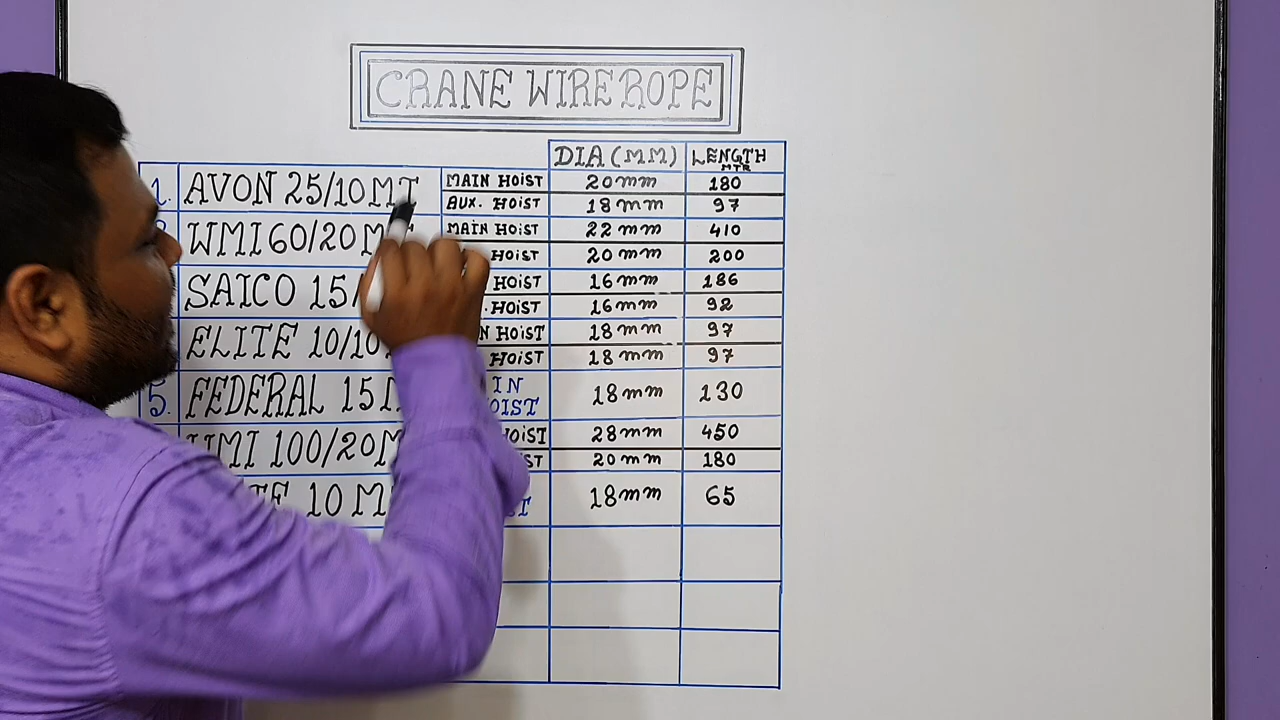 CRANE WIRE ROPE
DIA (MM) LENGTH
MTR
1. AVON 25/10 MT MAIN HOIST 20mm 180
AUX. HOIST 18mm 97
WMI 60/20 MAIN HOIST 22mm 410
HOIST 20mm 200
SAICO 15/ HOIST 16mm 186
HOIST 16mm 92
ELITE 10/10 HOIST 18mm 97
HOIST 18mm 97
5. FEDERAL 15 18mm 130
100/20 28mm 450
20mm 180
10 18mm 65